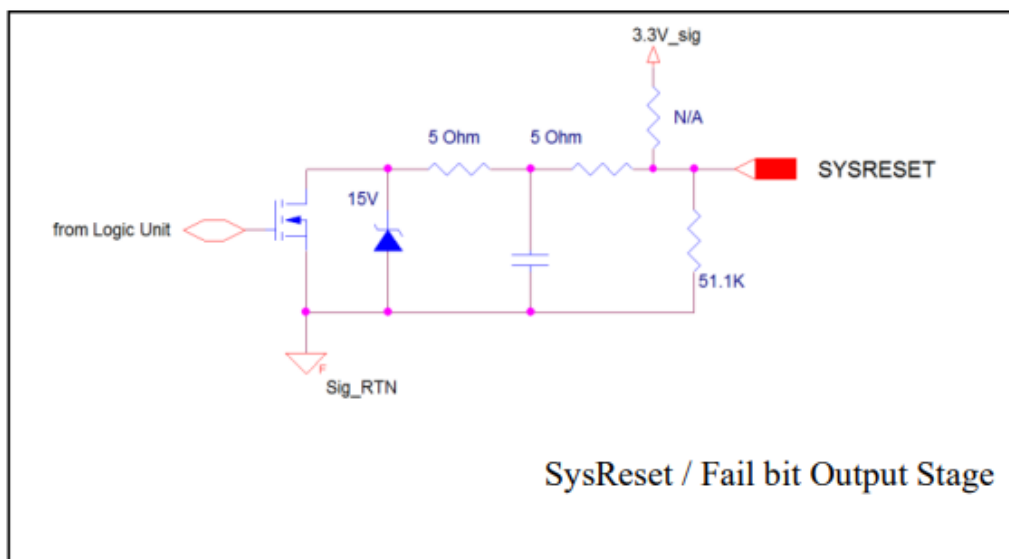 3.3V_sig
N/A
5 Ohm
5 Ohm
SYSRESET
15V
from Logic Unit
51.1K
F
Sig_RTN
SysReset / Fail bit Output Stage